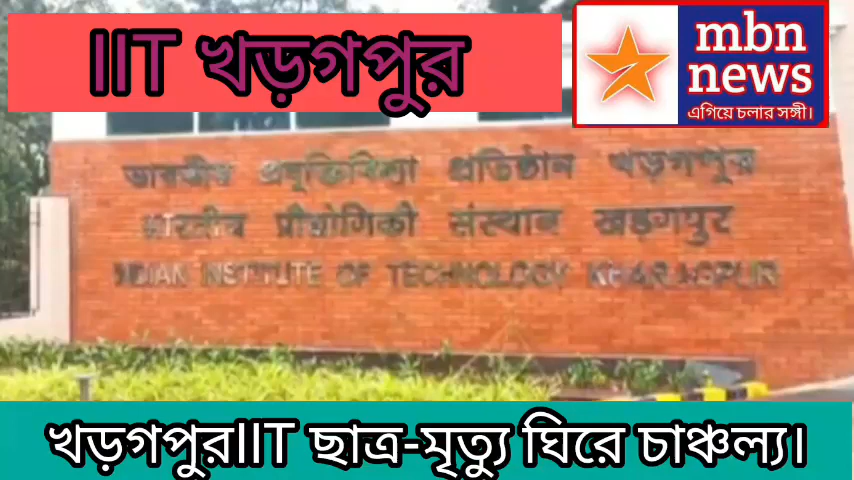 IIT খড়গপুর
mbn
news
এগিয়ে চলার সঙ্গী।
ভারতীয় প্রযুক্তিবিদ্যা প্রতিষ্ঠান খড়গপুর
भारतीय प्रौद्योगिकी संस्थान खड़गपुर
INDIAN INSTITUTE OF TECHNOLOGY KHARAGPUR
খড়গপুরIIT ছাত্র-মৃত্যু ঘিরে চাঞ্চল্য।